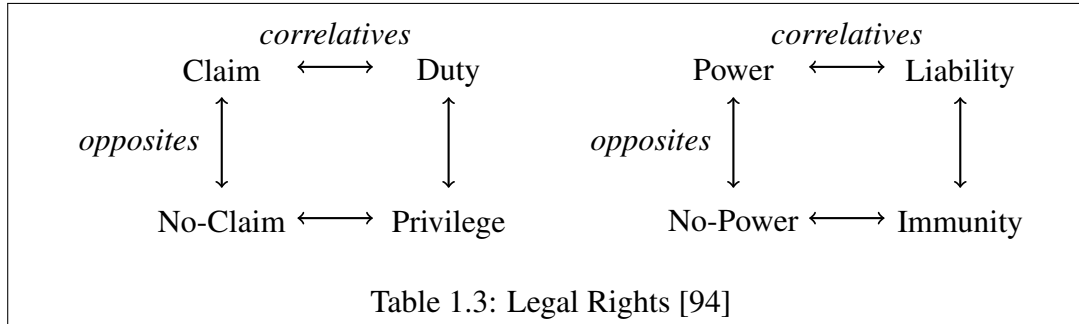 correlatives correlatives
Claim Duty Power Liability
opposites opposites
No-Claim Privilege No-Power Immunity
Table 1.3: Legal Rights [94]